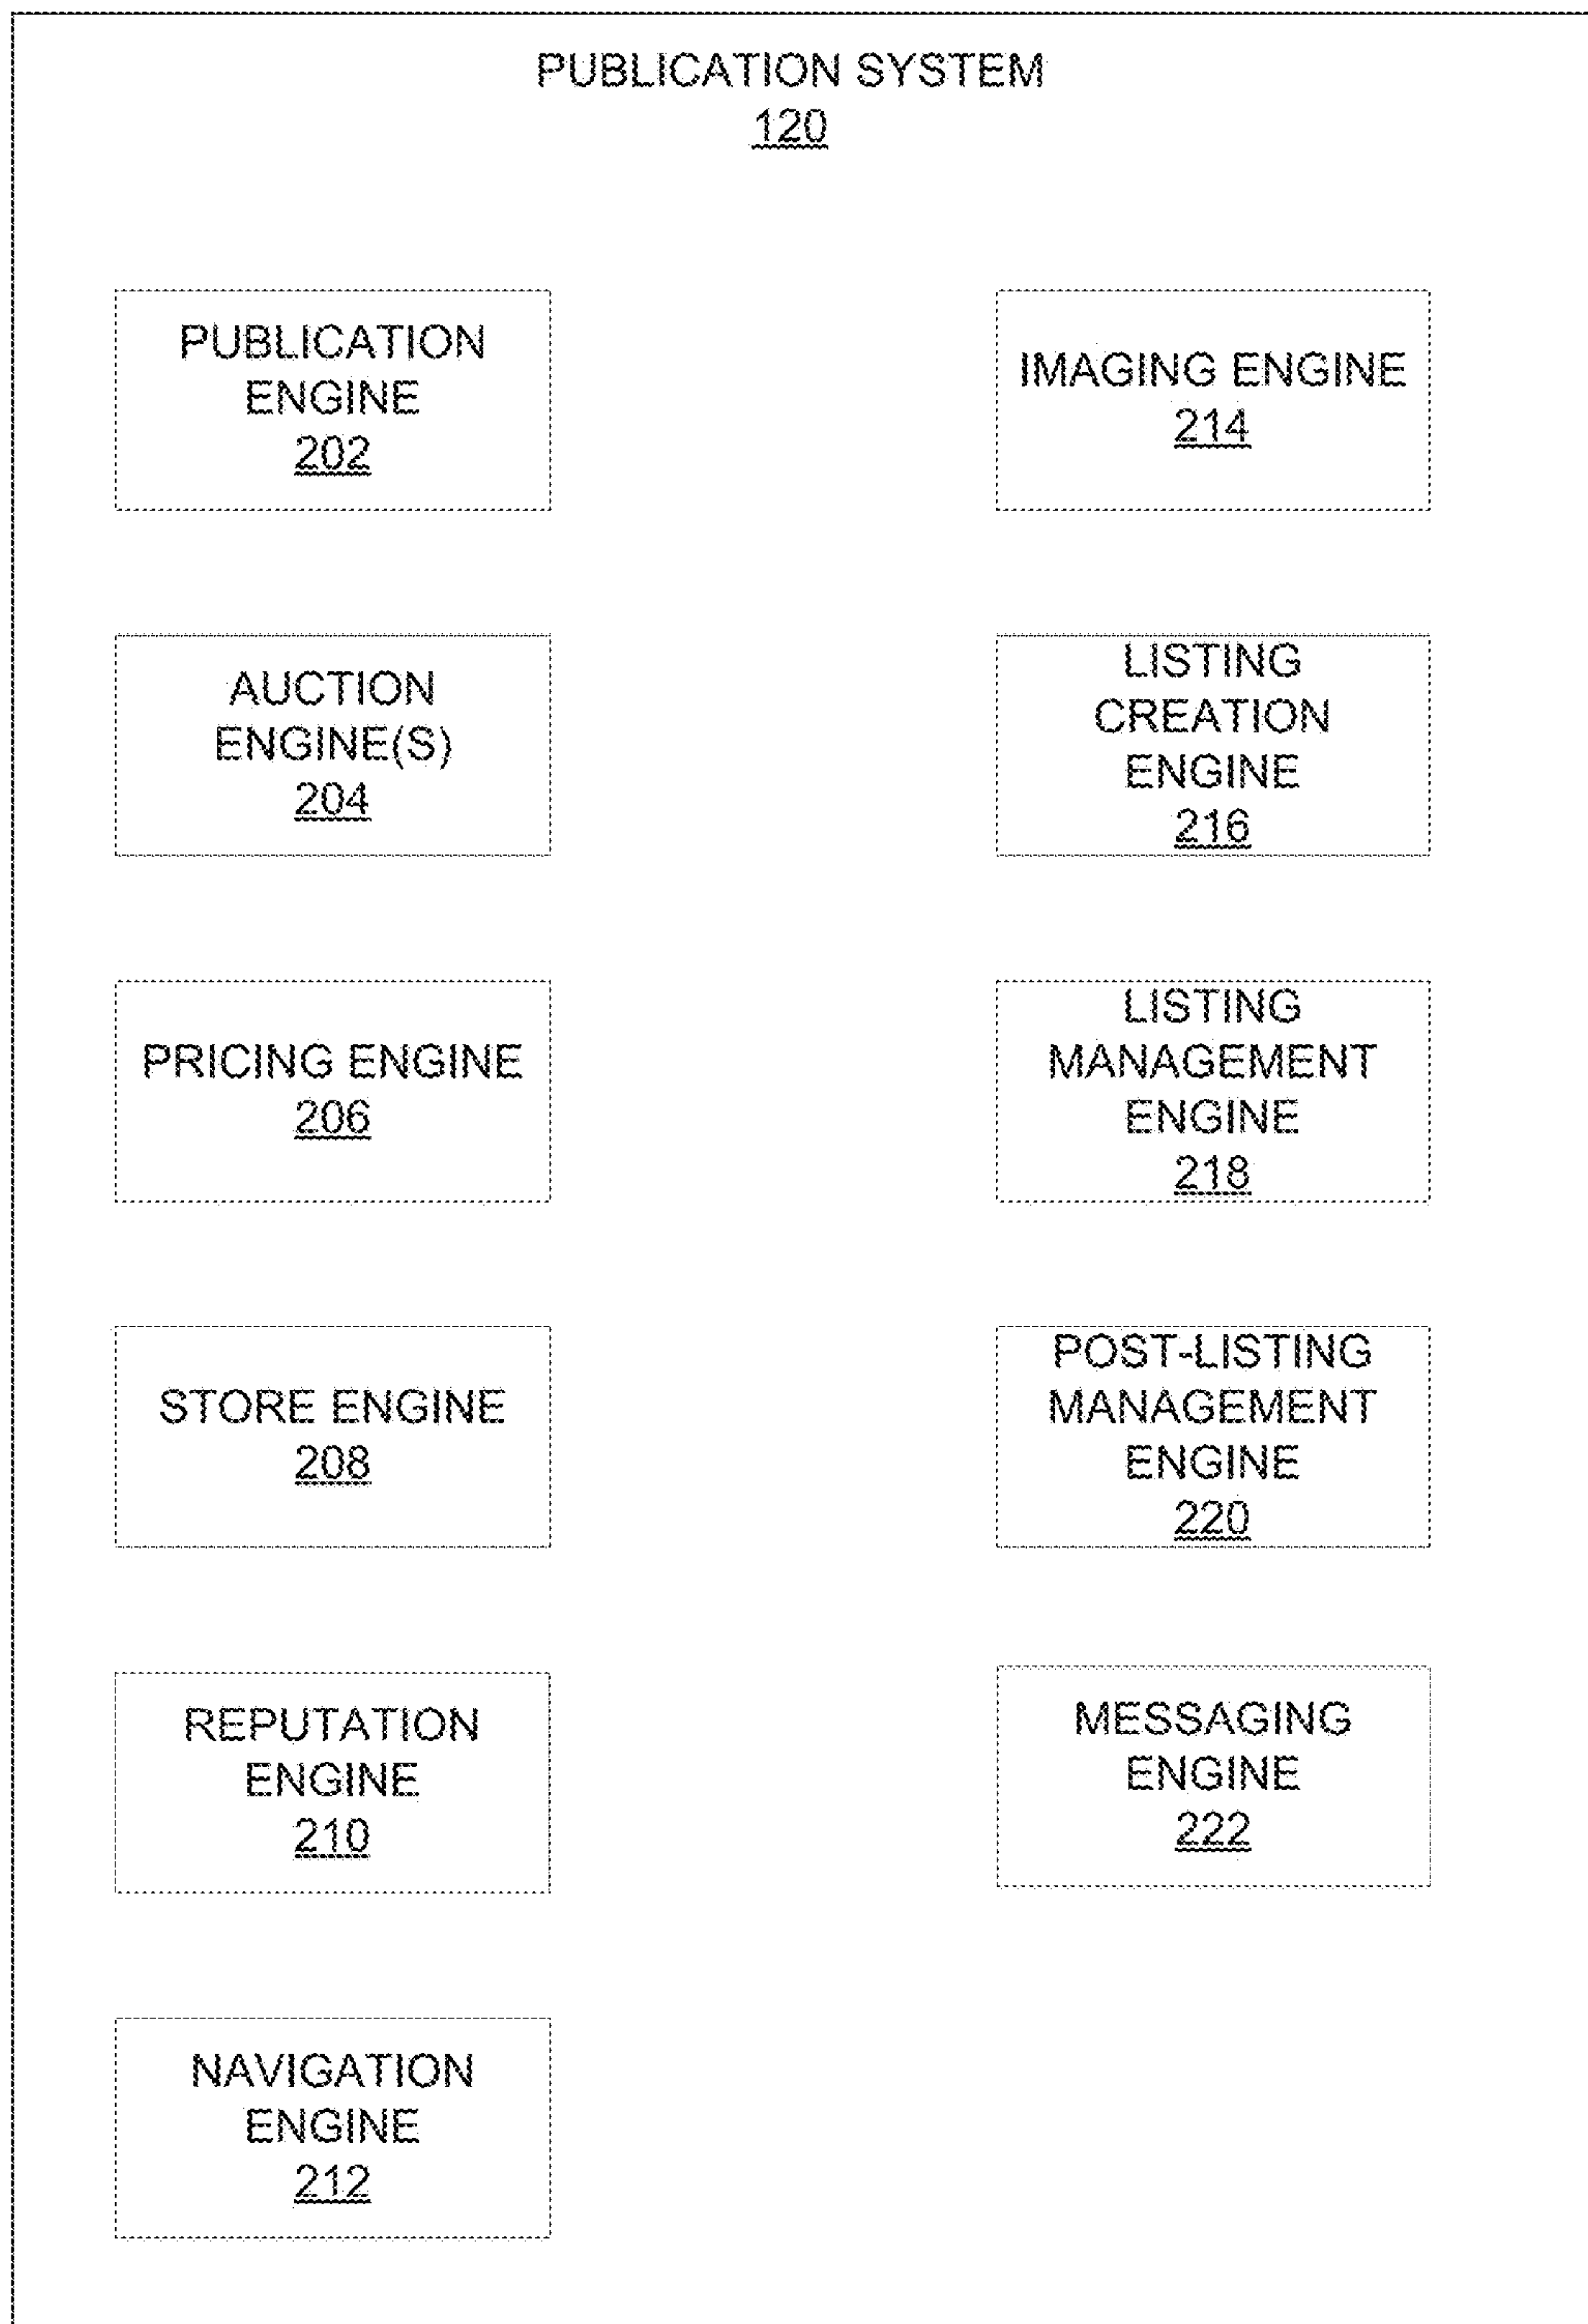 PUBLICATION SYSTEM
120
PUBLICATION
ENGINE
202
AUCTION
ENGINE(S)
204
PRICING ENGINE
206
STORE ENGINE
208
REPUTATION
ENGINE
210
NAVIGATION
ENGINE
212
IMAGING ENGINE
214
LISTING
CREATION
ENGINE
216
LISTING
MANAGEMENT
ENGINE
218
POST-LISTING
MANAGEMENT
ENGINE
220
MESSAGING
ENGINE
222